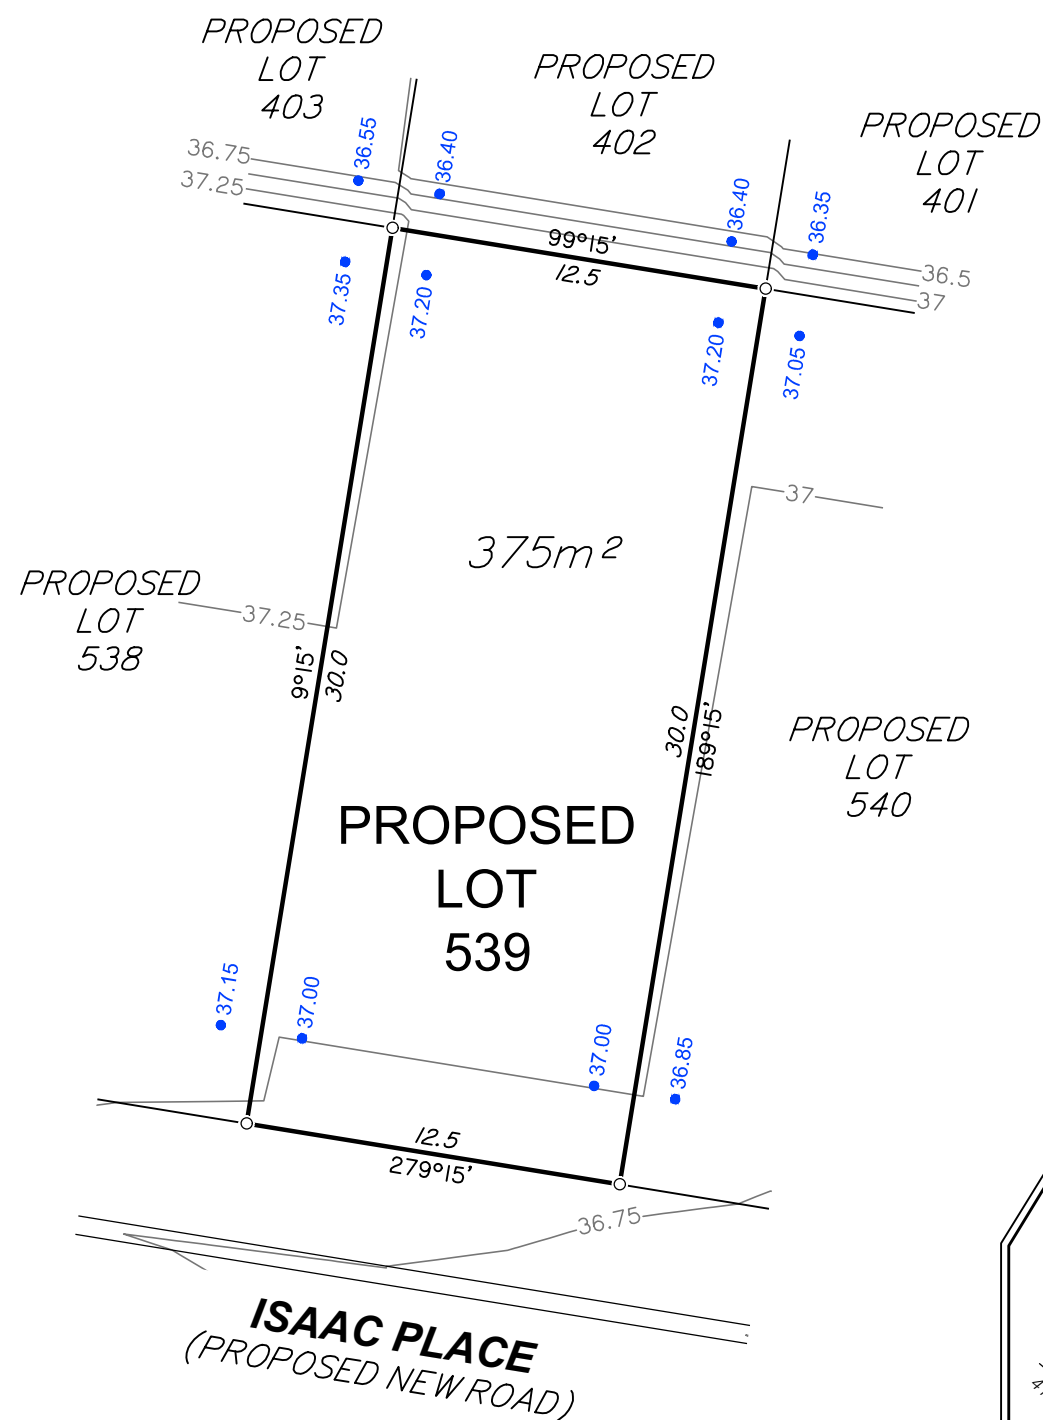 PROPOSED
LOT
403
PROPOSED
LOT
402
PROPOSED
LOT
401
36.75
37.25
36.55
36.40
36.40
36.35
99°15'
12.5
36.5
37
37.35
37.20
37.20
37.05
37
375m²
PROPOSED
LOT
538
37.25
9°15'
30.0
30.0
189°15'
PROPOSED
LOT
540
PROPOSED
LOT
539
37.15
37.00
37.00
36.85
12.5
279°15'
36.75
ISAAC PLACE
(PROPOSED NEW ROAD)